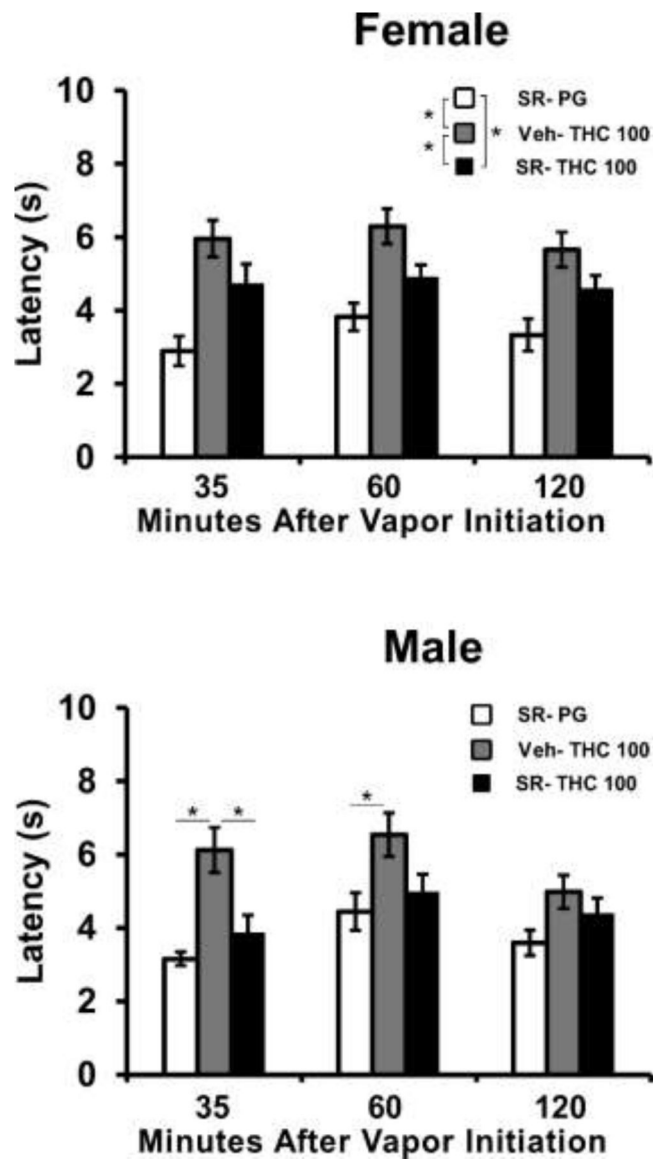 Female
SR- PG
Veh- THC 100
SR- THC 100
*
*
*
Latency (s)
10
8
6
4
2
0
35 60 120
Minutes After Vapor Initiation
Male
SR- PG
Veh- THC 100
SR- THC 100
* *
*
Latency (s)
10
8
6
4
2
0
35 60 120
Minutes After Vapor Initiation